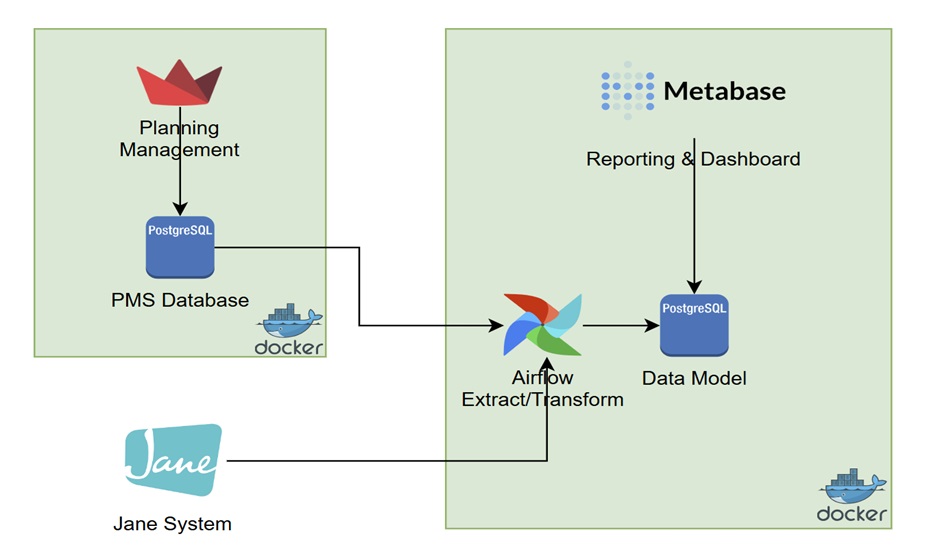 Planning
Management
PostgreSQL
PMS Database
docker
Metabase
Reporting & Dashboard
PostgreSQL
Airflow
Extract/Transform
Data Model
docker
Jane
Jane System